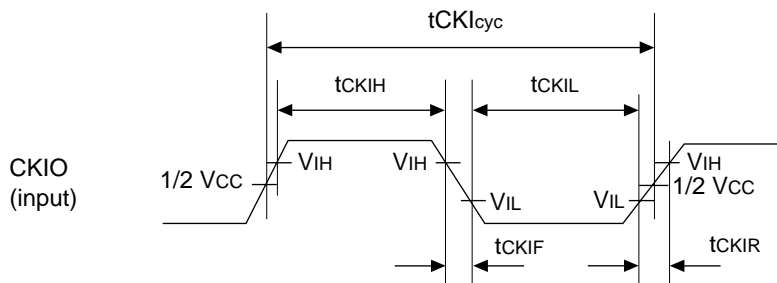 tCKIcyc
tCKIH
tCKIL
CKIO
(input)
1/2 VCC
VIH
VIH
VIL
VIL
VIH
1/2 VCC
tCKIF
tCKIR